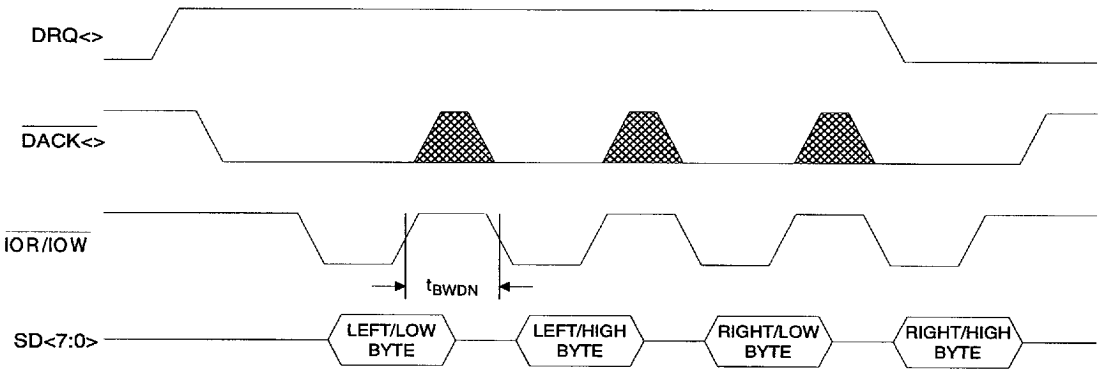 DRQ<>
DACK<>
IOR/IOW
tBWDN
SD<7:0>
LEFT/LOW
BYTE
LEFT/HIGH
BYTE
RIGHT/LOW
BYTE
RIGHT/HIGH
BYTE